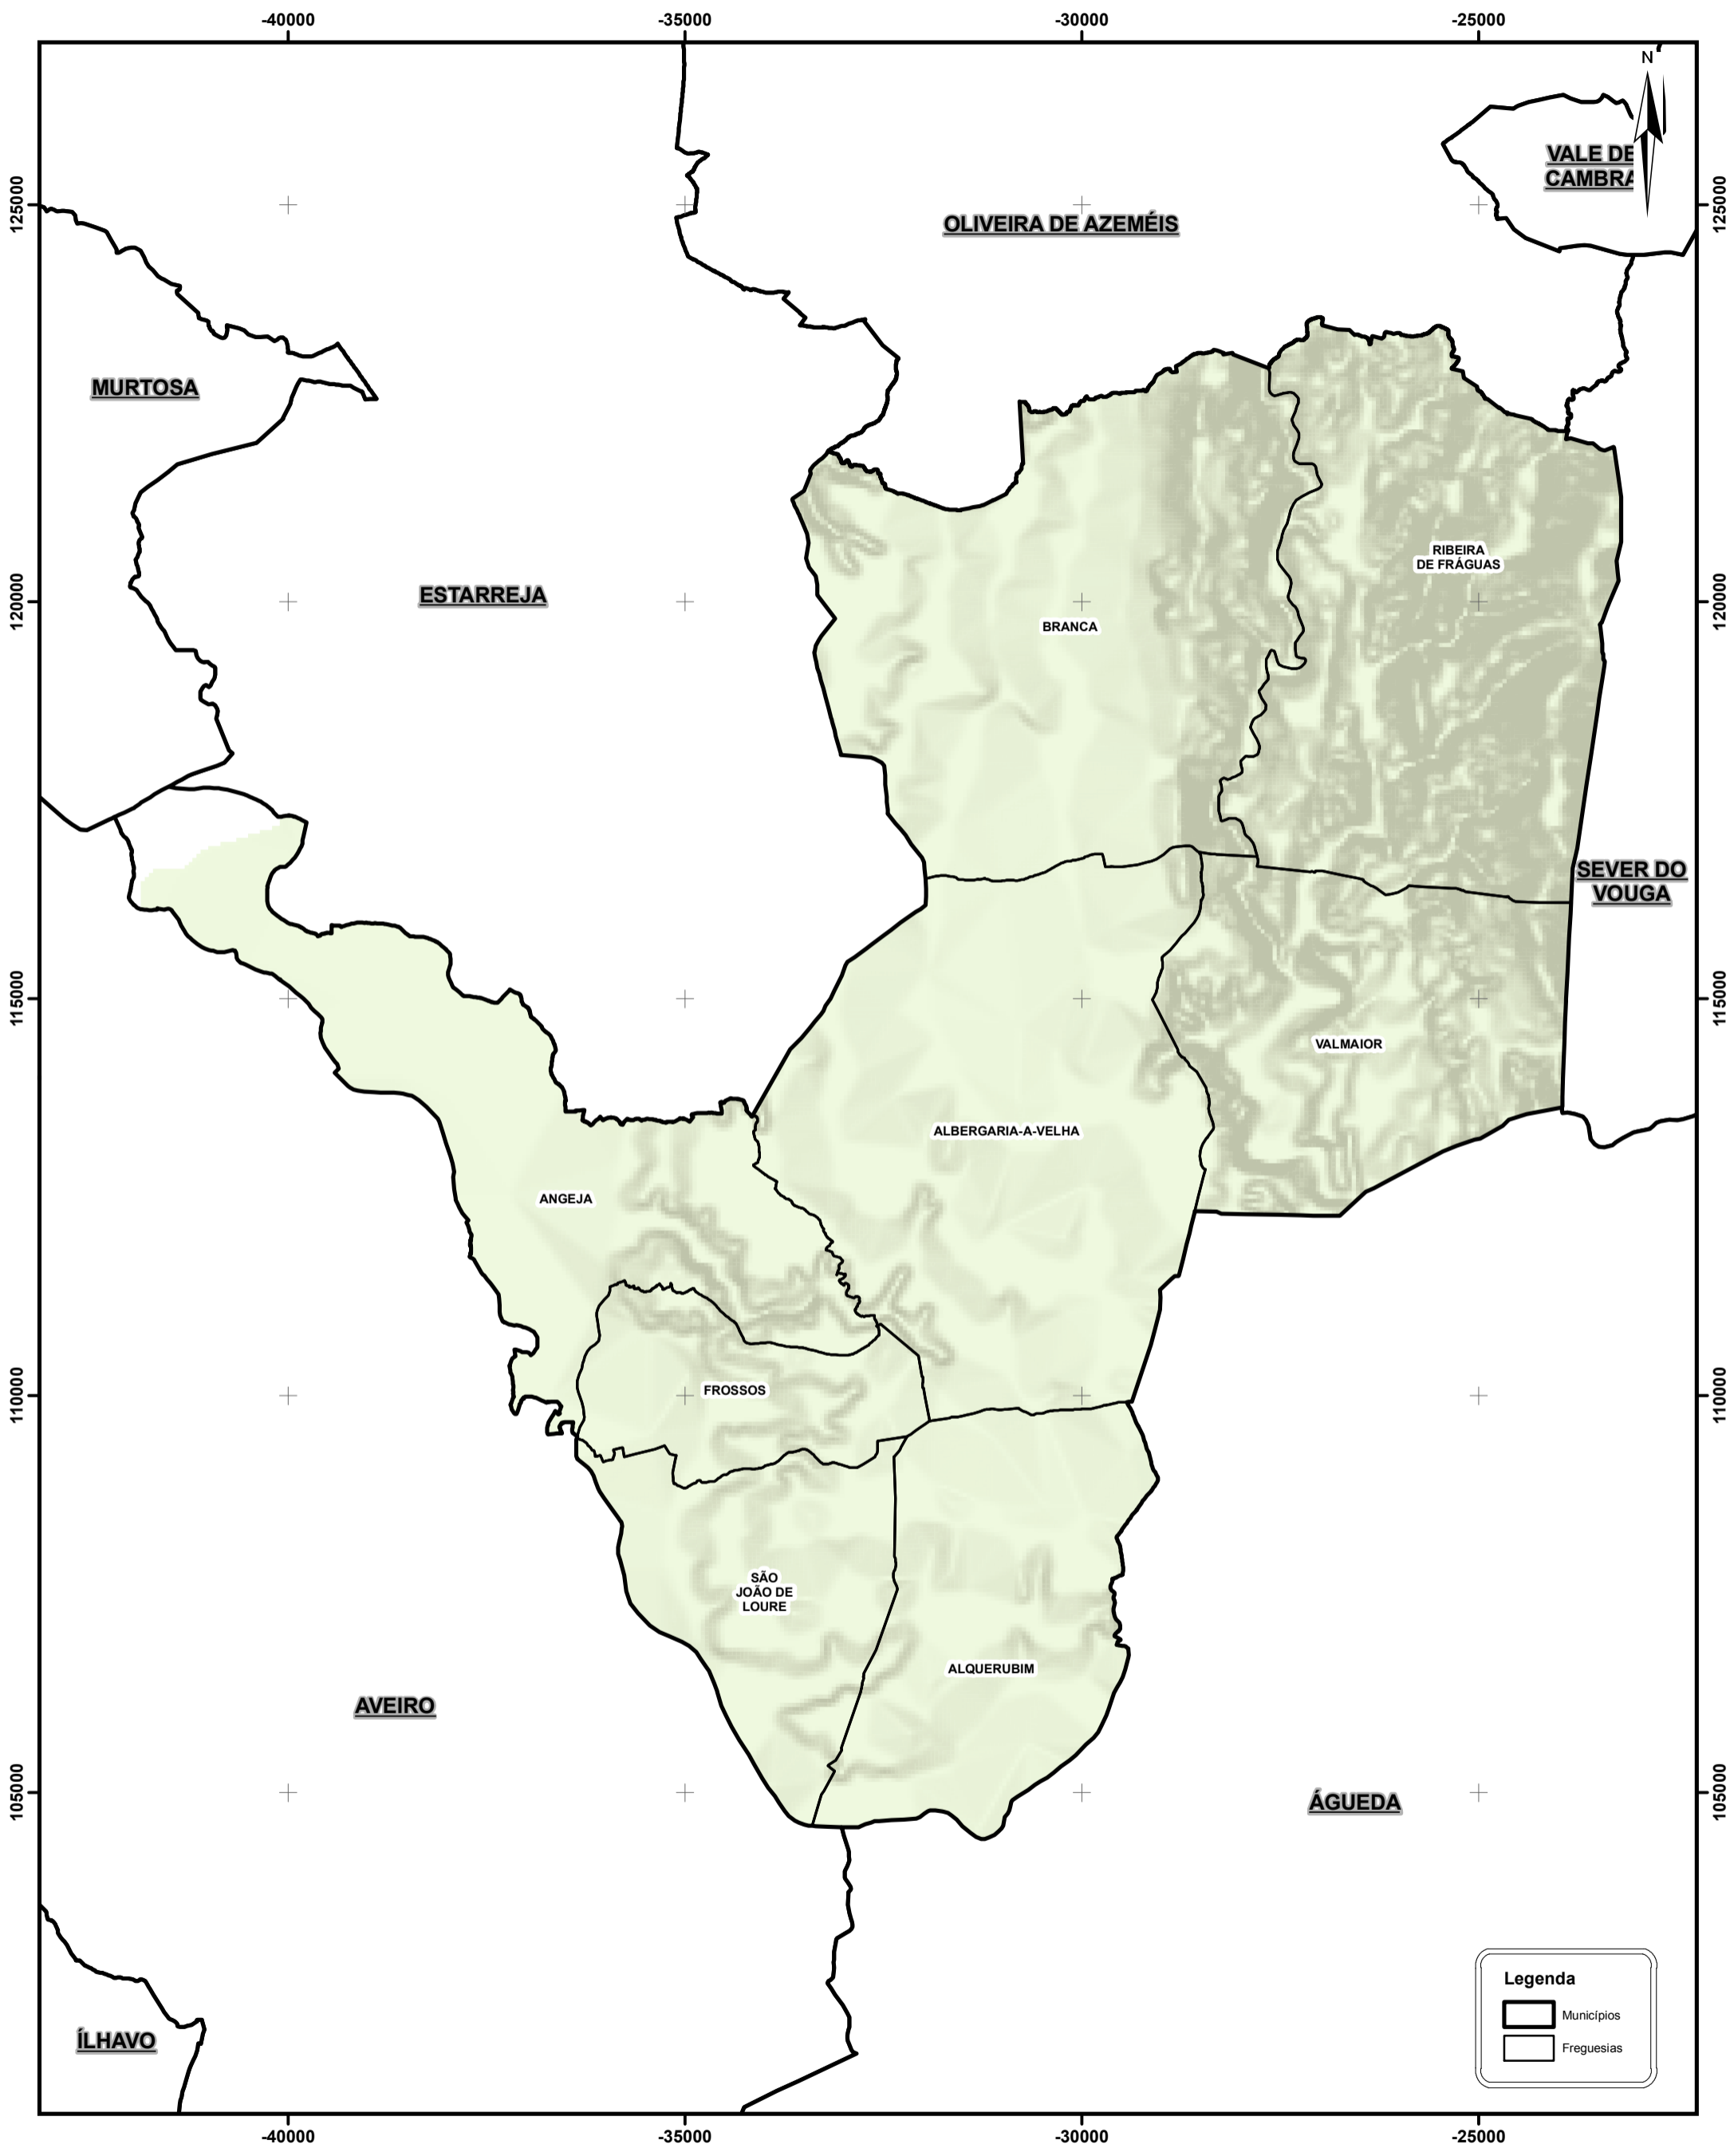 -40000
-35000
-30000
-25000
N
VALE DE
CAMBRA
125000
125000
OLIVEIRA DE AZEMÉIS
MURTOSA
RIBEIRA
DE FRÁGUAS
ESTARREJA
120000
120000
BRANCA
SEVER DO
VOUGA
115000
115000
VALMAIOR
ALBERGARIA-A-VELHA
ANGEJA
FROSSOS
110000
110000
SÃO
JOÃO DE
LOURE
ALQUERUBIM
AVEIRO
105000
105000
ÁGUEDA
Legenda
Municípios
Freguesias
ÍLHAVO
-40000
-35000
-30000
-25000